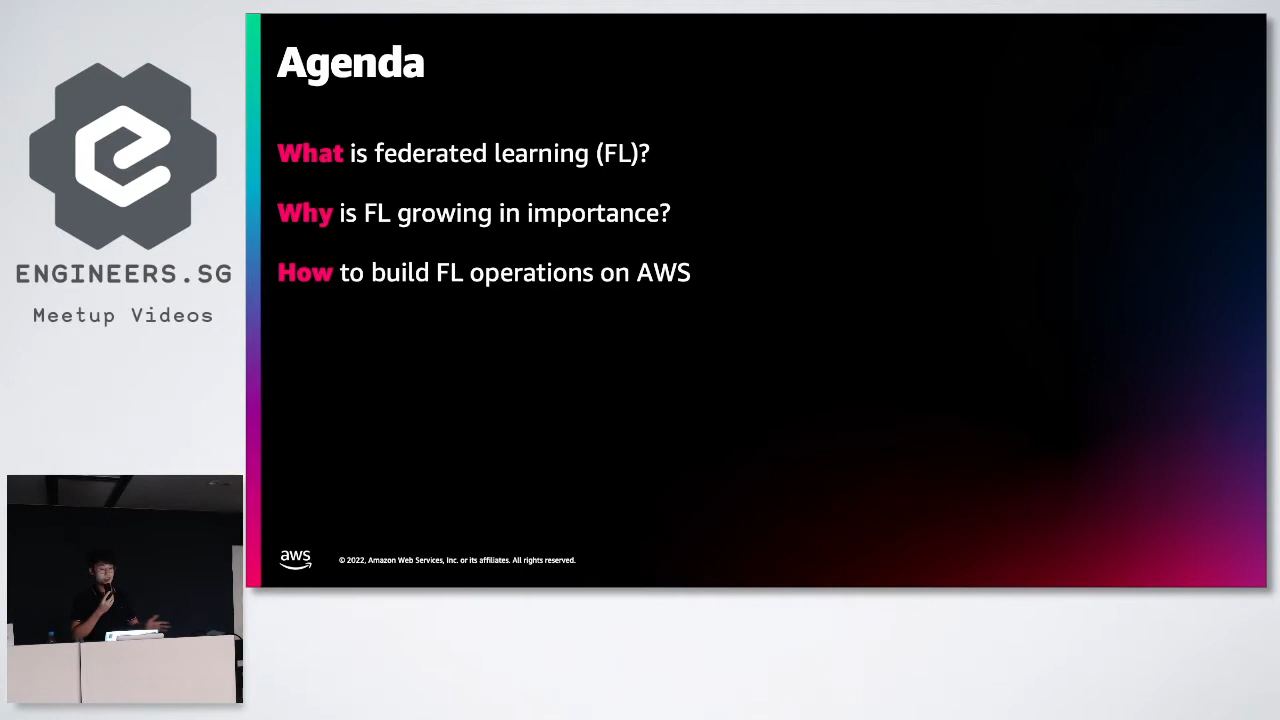 ENGINEERS.SG
Meetup Videos
Agenda
What is federated learning (FL)?
Why is FL growing in importance?
How to build FL operations on AWS
aws
© 2022, Amazon Web Services, Inc. or its affiliates. All rights reserved.